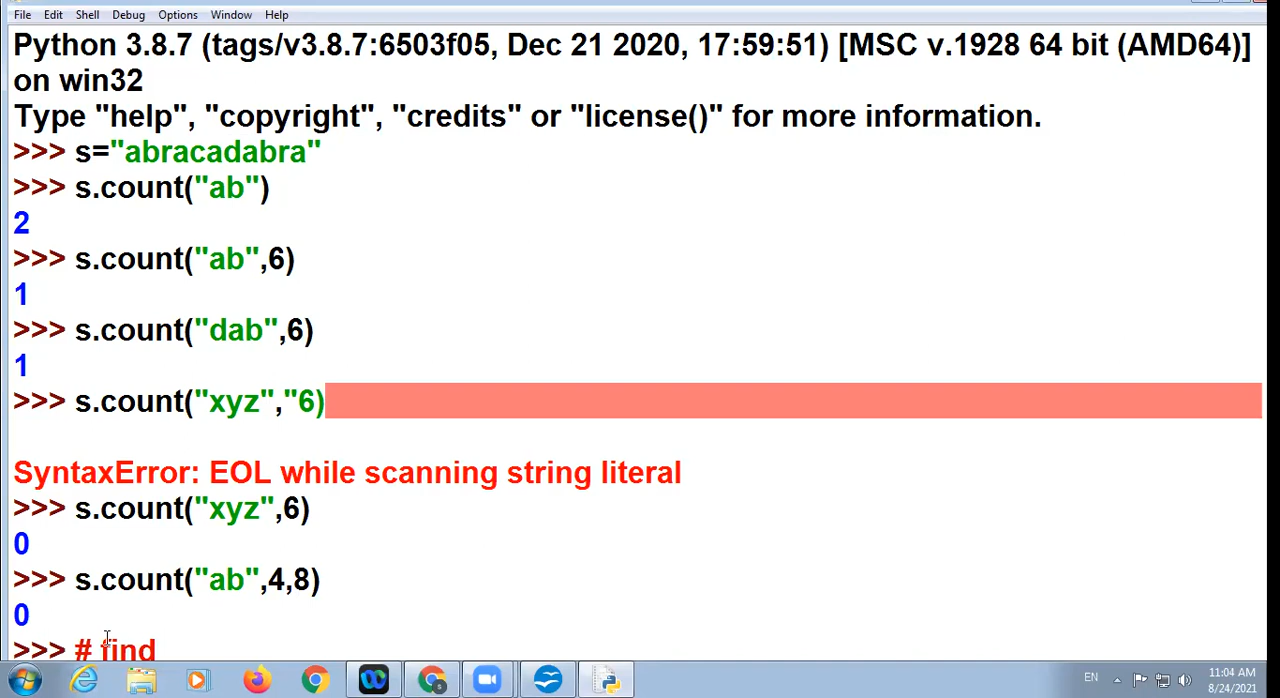 File Edit Shell Debug Options Window Help
Python 3.8.7 (tags/v3.8.7:6503f05, Dec 21 2020, 17:59:51) [MSC v.1928 64 bit (AMD64)]
on win32
Type "help", "copyright", "credits" or "license()" for more information.
>>> s="abracadabra"
>>> s.count("ab")
2
>>> s.count("ab",6)
1
>>> s.count("dab",6)
1
>>> s.count("xyz","6)
SyntaxError: EOL while scanning string literal
>>> s.count("xyz",6)
0
>>> s.count("ab",4,8)
0
>>> # find
EN
11:04 AM
8/24/2021